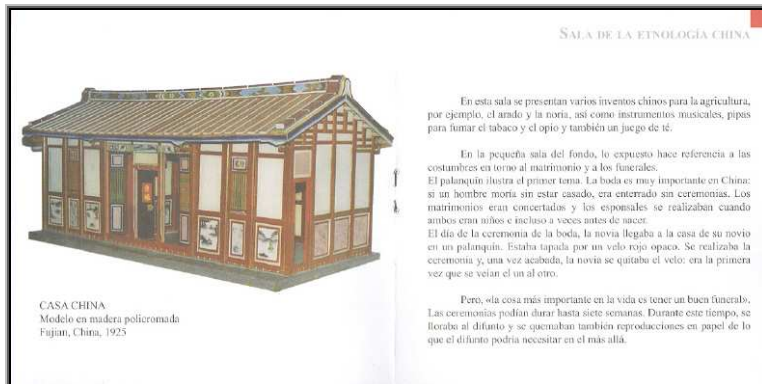 SALA DE LA ETNOLOGÍA CHINA
En esta sala se presentan varios inventos chinos para la agricultura,
por ejemplo, el arado y la noria, así como instrumentos musicales, pipas
para fumar el tabaco y el opio y también un juego de té.
En la pequeña sala del fondo, lo expuesto hace referencia a las
costumbres en torno al matrimonio y a los funerales.
El palanquín ilustra el primer tema. La boda es muy importante en China:
si un hombre moría sin estar casado, era enterrado sin ceremonias. Los
matrimonios eran concertados y los esponsales se realizaban cuando
ambos eran niños e incluso a veces antes de nacer.
El día de la ceremonia de la boda, la novia llegaba a la casa de su novio
en un palanquín. Estaba tapada por un velo rojo opaco. Se realizaba la
ceremonia y, una vez acabada, la novia se quitaba el velo: era la primera
vez que se veían el un al otro.
Pero, «la cosa más importante en la vida es tener un buen funeral».
Las ceremonias podían durar hasta siete semanas. Durante este tiempo, se
lloraba al difunto y se quemaban también reproducciones en papel de lo
que el difunto podría necesitar en el más allá.
CASA CHINA
Modelo en madera policromada
Fujian, China, 1925